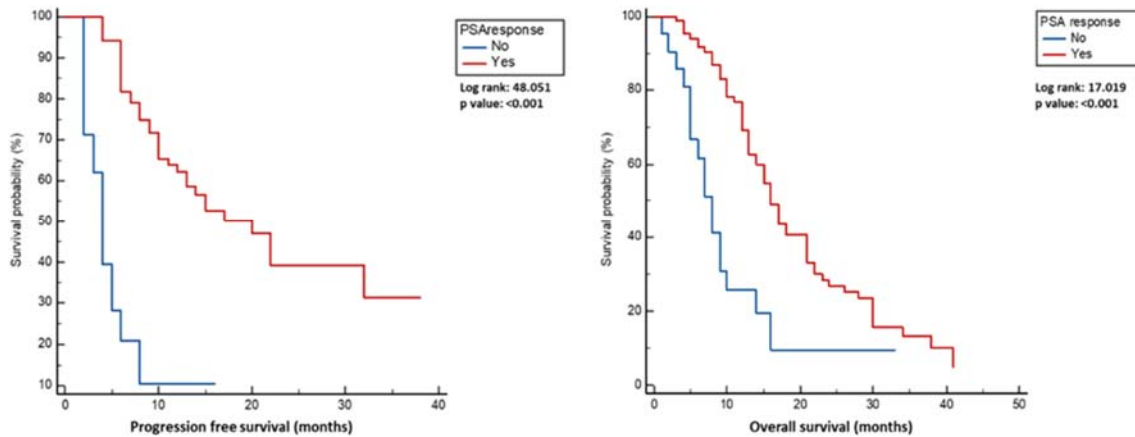 PSAresponse
No
Yes
Log rank: 48.051
p value: <0.001
Survival probability (%)
100
90
80
70
60
50
40
30
20
10
0
10
20
30
40
Progression free survival (months)
PSA response
No
Yes
Log rank: 17.019
p value: <0.001
Survival probability (%)
100
80
60
40
20
0
0
10
20
30
40
50
Overall survival (months)